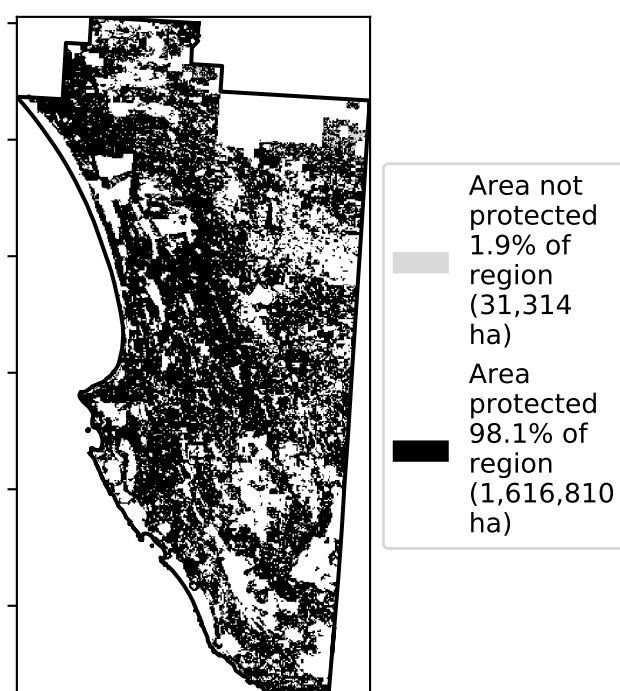 Area not
protected
1.9% of
region
(31,314
ha)
Area
protected
98.1% of
region
(1,616,810
ha)